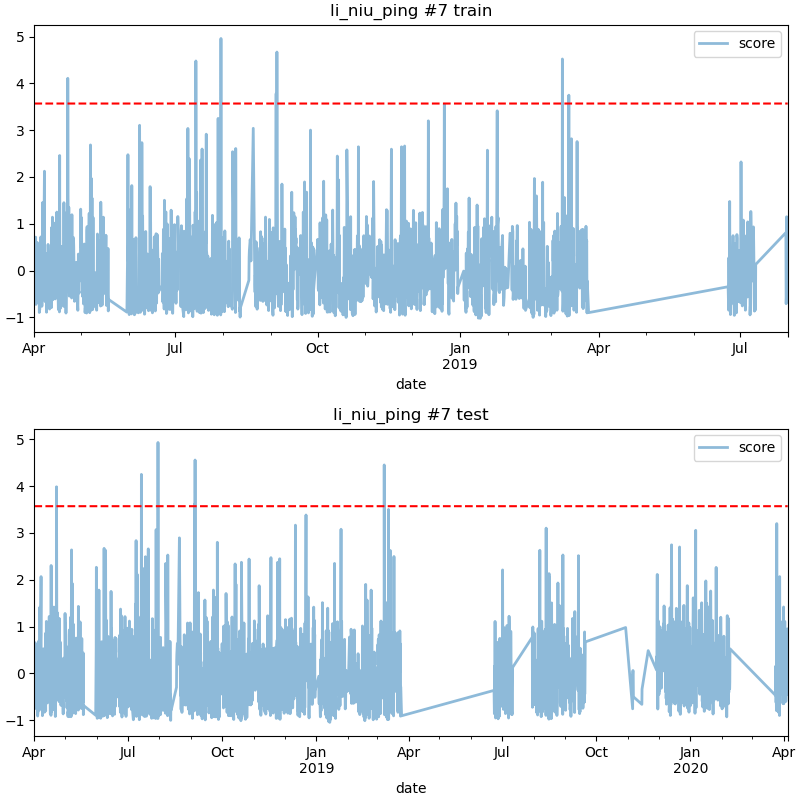 li_niu_ping #7 train
score
5
4
3
2
1
0
−1
Apr
Jul
Oct
Jan
2019
Apr
Jul
date
li_niu_ping #7 test
score
5
4
3
2
1
0
−1
Apr
Jul
Oct
Jan
2019
Apr
Jul
Oct
Jan
2020
Apr
date